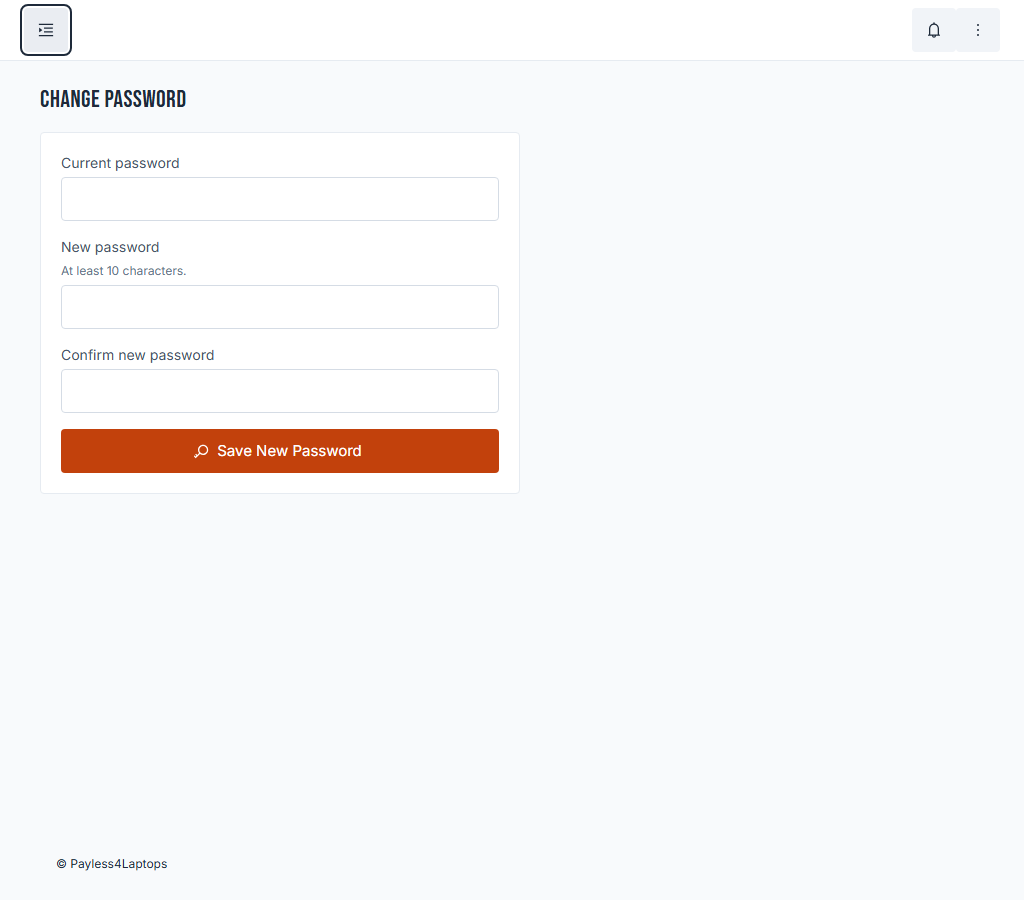 CHANGE PASSWORD
Current password
New password
At least 10 characters.
Confirm new password
Save New Password
© Payless4Laptops